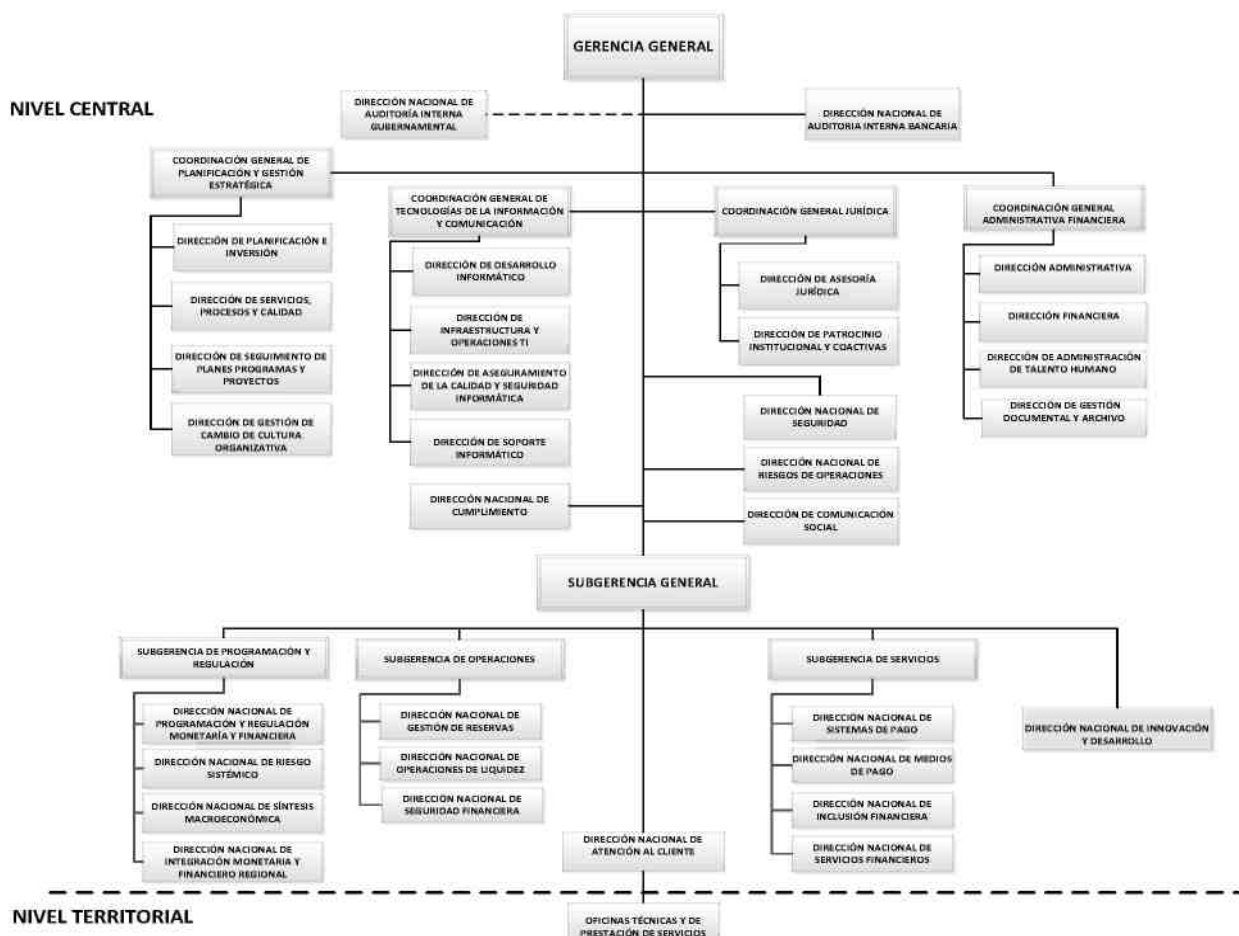 GERENCIA GENERAL
NIVEL CENTRAL
DIRECCIÓN NACIONAL DE
AUDITORÍA INTERNA
GUBERNAMENTAL
DIRECCIÓN NACIONAL DE
AUDITORIA INTERNA BANCARIA
COORDINACIÓN GENERAL DE
PLANIFICACIÓN Y GESTIÓN
ESTRATÉGICA
COORDINACIÓN GENERAL DE
TECNOLOGÍAS DE LA INFORMACIÓN
Y COMUNICACIÓN
COORDINACIÓN GENERAL JURÍDICA
COORDINACIÓN GENERAL
ADMINISTRATIVA FINANCIERA
DIRECCIÓN DE PLANIFICACIÓN E
INVERSIÓN
DIRECCIÓN DE SERVICIOS,
PROCESOS Y CALIDAD
DIRECCIÓN DE SEGUIMIENTO DE
PLANES PROGRAMAS Y
PROYECTOS
DIRECCIÓN DE GESTIÓN DE
CAMBIO DE CULTURA
ORGANIZATIVA
DIRECCIÓN DE DESARROLLO
INFORMÁTICO
DIRECCIÓN DE
INFRAESTRUCTURA Y
OPERACIONES TI
DIRECCIÓN DE ASEGURAMIENTO
DE LA CALIDAD Y SEGURIDAD
INFORMÁTICA
DIRECCIÓN DE SOPORTE
INFORMÁTICO
DIRECCIÓN DE ASESORÍA
JURÍDICA
DIRECCIÓN DE PATROCINIO
INSTITUCIONAL Y COACTIVAS
DIRECCIÓN ADMINISTRATIVA
DIRECCIÓN FINANCIERA
DIRECCIÓN DE ADMINISTRACIÓN
DE TALENTO HUMANO
DIRECCIÓN DE GESTIÓN
DOCUMENTAL Y ARCHIVO
DIRECCIÓN NACIONAL DE
SEGURIDAD
DIRECCIÓN NACIONAL DE
RIESGOS DE OPERACIONES
DIRECCIÓN NACIONAL DE
CUMPLIMIENTO
DIRECCIÓN DE COMUNICACIÓN
SOCIAL
SUBGERENCIA GENERAL
SUBGERENCIA DE PROGRAMACIÓN Y
REGULACIÓN
SUBGERENCIA DE OPERACIONES
SUBGERENCIA DE SERVICIOS
DIRECCIÓN NACIONAL DE
PROGRAMACIÓN Y REGULACIÓN
MONETARÍA Y FINANCIERA
DIRECCIÓN NACIONAL DE RIESGO
SISTÉMICO
DIRECCIÓN NACIONAL DE SÍNTESIS
MACROECONÓMICA
DIRECCIÓN NACIONAL DE
INTEGRACIÓN MONETARIA Y
FINANCIERO REGIONAL
DIRECCIÓN NACIONAL DE
GESTIÓN DE RESERVAS
DIRECCIÓN NACIONAL DE
OPERACIONES DE LIQUIDEZ
DIRECCIÓN NACIONAL DE
SEGURIDAD FINANCIERA
DIRECCIÓN NACIONAL DE
SISTEMAS DE PAGO
DIRECCIÓN NACIONAL DE MEDIOS
DE PAGO
DIRECCIÓN NACIONAL DE
INCLUSIÓN FINANCIERA
DIRECCIÓN NACIONAL DE
SERVICIOS FINANCIEROS
DIRECCIÓN NACIONAL DE INNOVACIÓN
Y DESARROLLO
DIRECCIÓN NACIONAL DE
ATENCIÓN AL CLIENTE
NIVEL TERRITORIAL
OFICINAS TÉCNICAS Y DE
PRESTACIÓN DE SERVICIOS